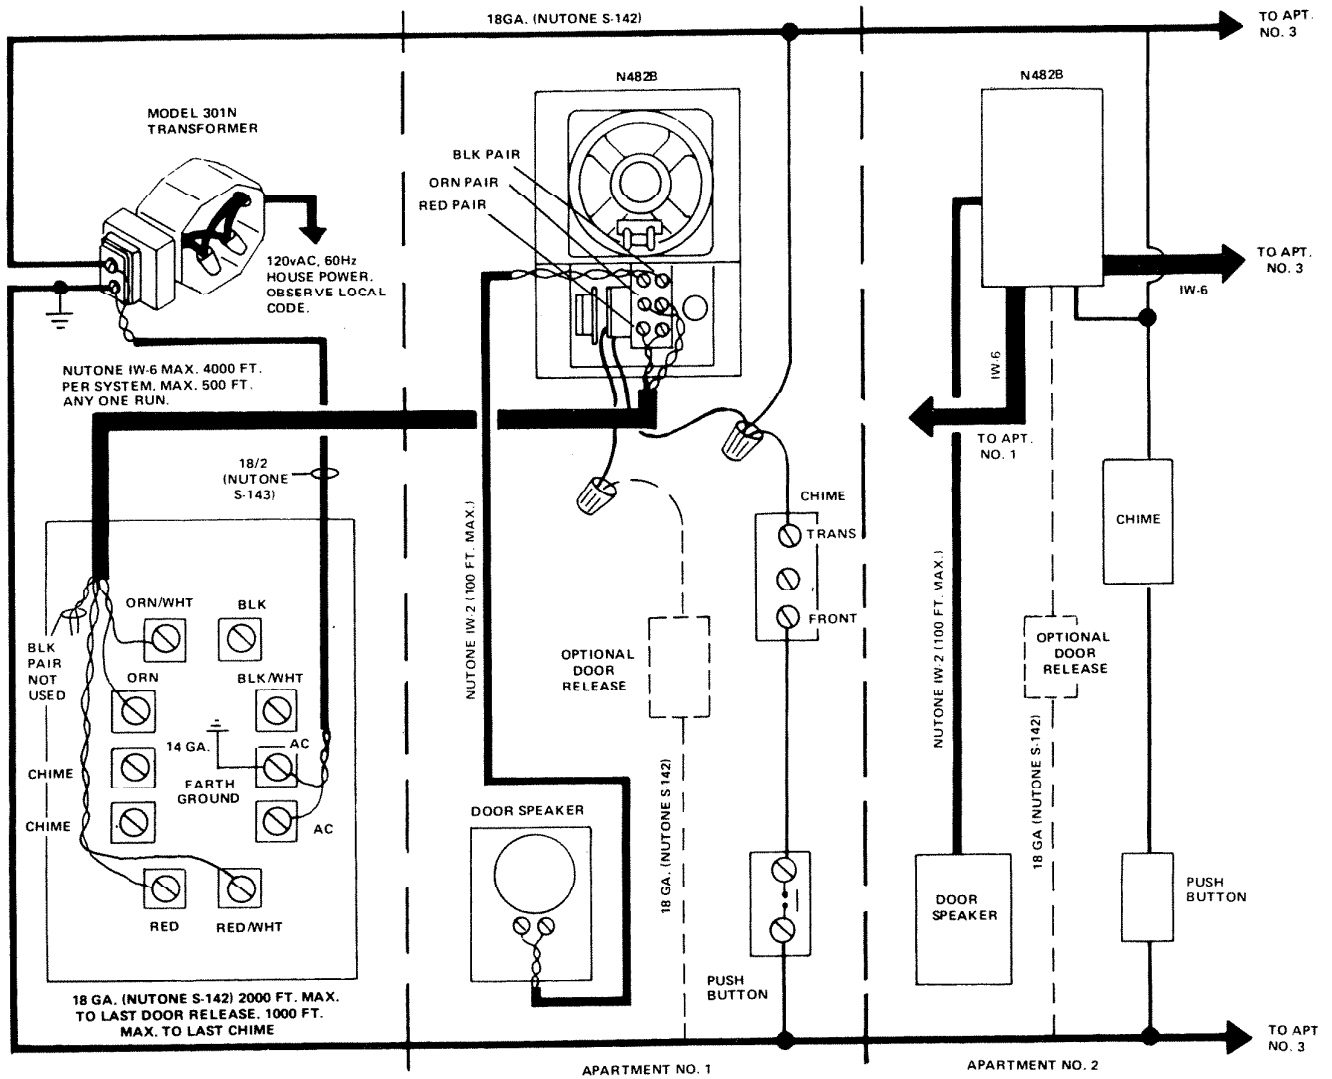 18GA. (NUTONE S-142)
TO APT.
NO. 3
N482B
N482B
MODEL 301N
TRANSFORMER
BLK PAIR
ORN PAIR
RED PAIR
120vAC, 60Hz
HOUSE POWER.
OBSERVE LOCAL
CODE.
TO APT.
NO. 3
IW-6
NUTONE IW-6 MAX. 4000 FT.
PER SYSTEM. MAX. 500 FT.
ANY ONE RUN.
IW-6
TO APT.
NO. 1
18/2
(NUTONE
S-143)
NUTONE IW-2 (100 FT. MAX.)
CHIME
TRANS
FRONT
CHIME
ORN/WHT
BLK
BLK
PAIR
NOT
USED
ORN
BLK/WHT
14 GA.
AC
EARTH
GROUND
CHIME
CHIME
AC
RED
RED/WHT
OPTIONAL
DOOR
RELEASE
18 GA. (NUTONE S 142)
NUTONE IW-2 (100 FT. MAX.)
OPTIONAL
DOOR
RELEASE
18 GA (NUTONE S-142)
DOOR SPEAKER
PUSH
BUTTON
DOOR
SPEAKER
PUSH
BUTTON
18 GA. (NUTONE S-142) 2000 FT. MAX.
TO LAST DOOR RELEASE. 1000 FT.
MAX. TO LAST CHIME
TO APT
NO. 3
APARTMENT NO. 1
APARTMENT NO. 2